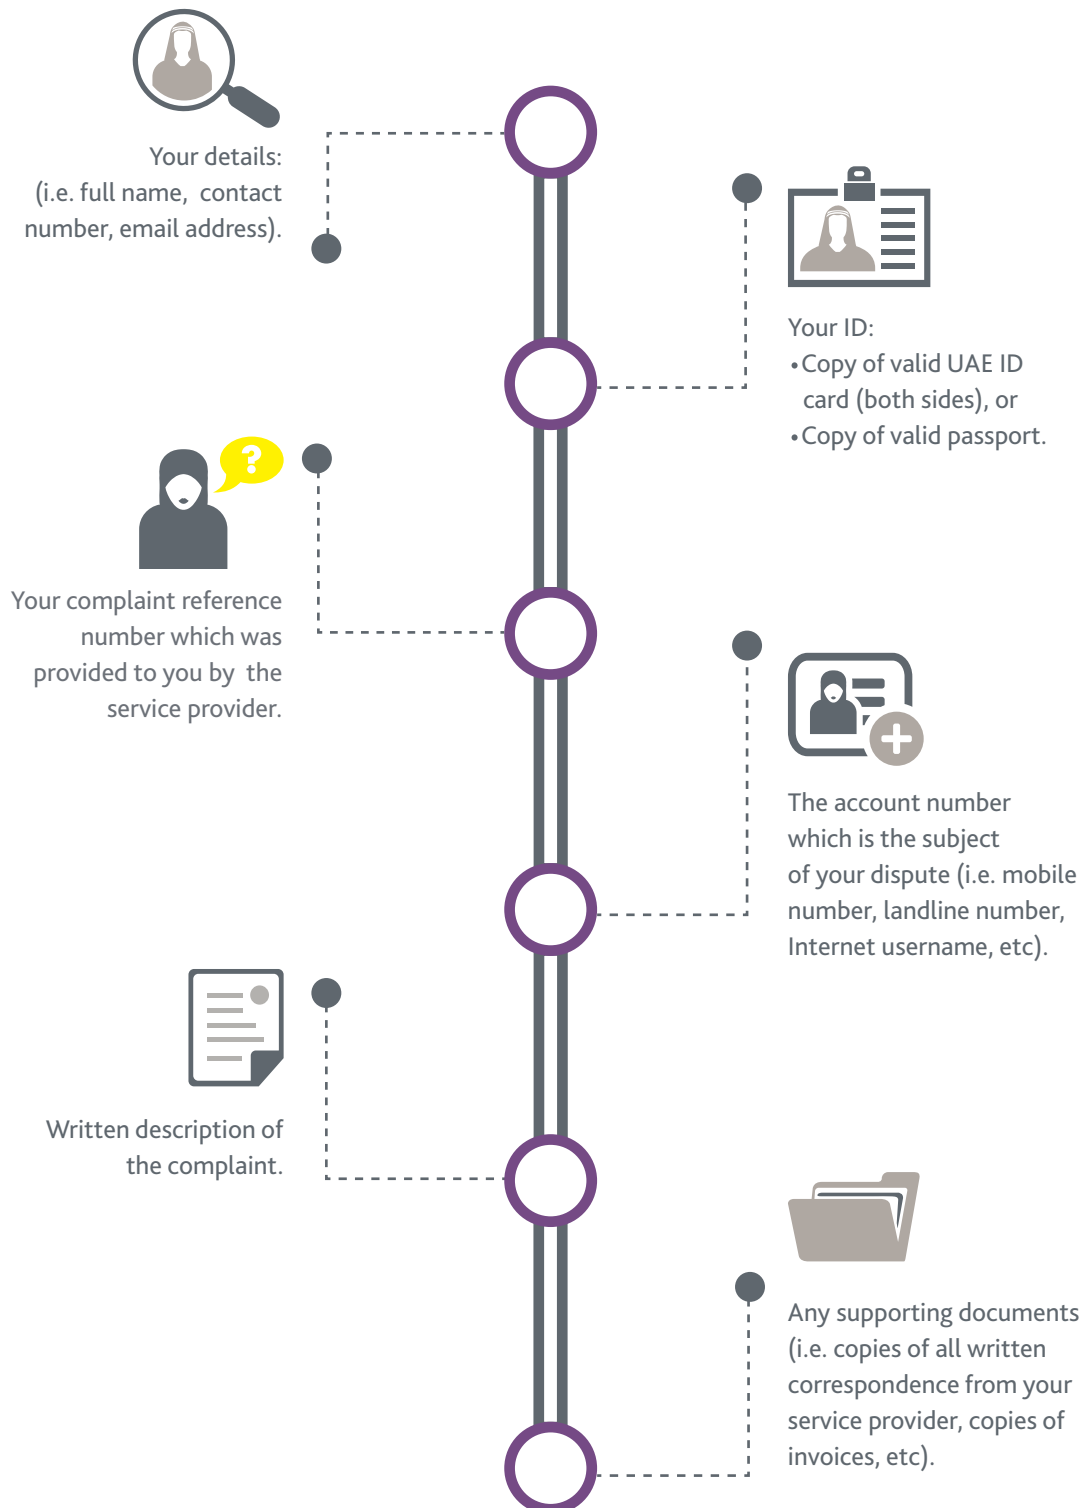 Your details:
(i.e. full name, contact
number, email address).
Your ID:
•Copy of valid UAE ID
card (both sides), or
•Copy of valid passport.
?
Your complaint reference
number which was
provided to you by the
service provider.
The account number
which is the subject
of your dispute (i.e. mobile
number, landline number,
Internet username, etc).
Written description of
the complaint.
Any supporting documents
(i.e. copies of all written
correspondence from your
service provider, copies of
invoices, etc).